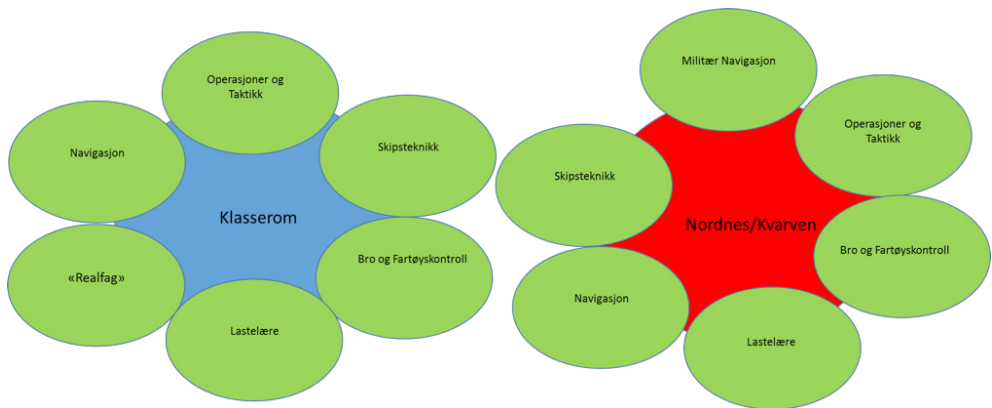 Operasjoner og
Taktikk
Navigasjon
Skipsteknikk
Klasserom
«Realfag»
Bro og Fartøyskontroll
Lastelære
Militær Navigasjon
Operasjoner og
Taktikk
Skipsteknikk
Nordnes/Kvarven
Bro og Fartøyskontroll
Navigasjon
Lastelære